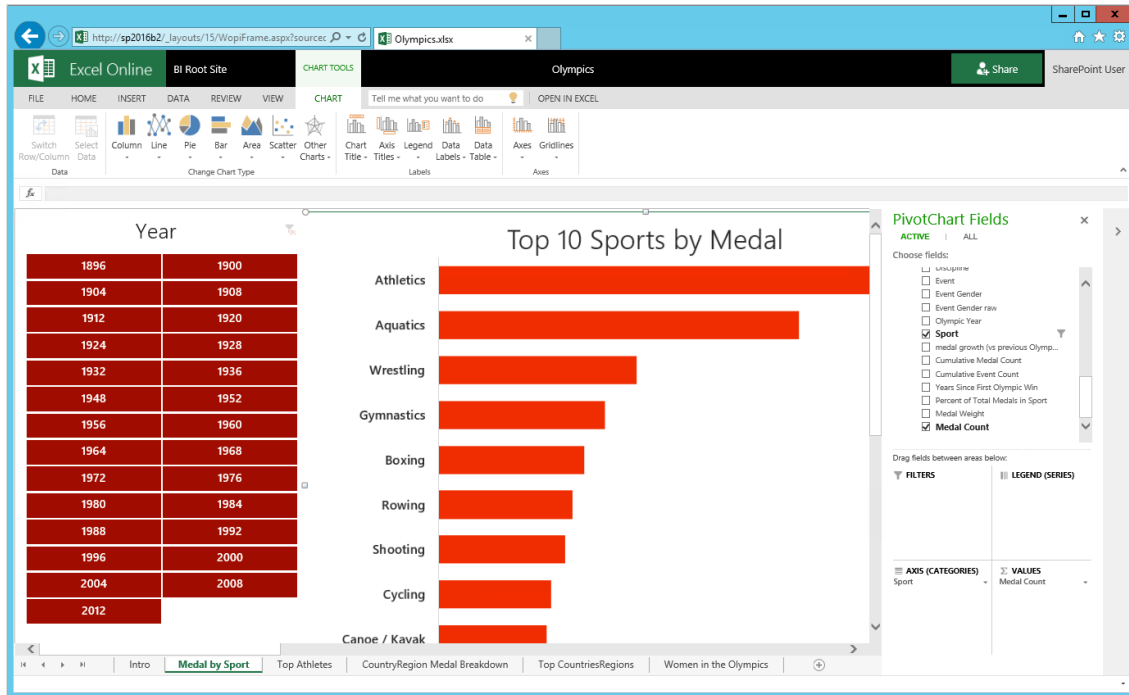 http://sp2016b2/_layouts/15/WopiFrame.aspx?sourcec
Olympics.xlsx
Excel Online
BI Root Site
CHART TOOLS
Olympics
Share
SharePoint User
FILE HOME INSERT DATA REVIEW VIEW CHART Tell me what you want to do OPEN IN EXCEL
Switch Row/Column
Select Data
Column Line Pie Bar Area Scatter Other Charts
Chart Title
Axis Titles
Legend
Data Labels
Data Table
Axes Gridlines
Data Change Chart Type Labels Axes
fx
Year
1896 1900
1904 1908
1912 1920
1924 1928
1932 1936
1948 1952
1956 1960
1964 1968
1972 1976
1980 1984
1988 1992
1996 2000
2004 2008
2012
Top 10 Sports by Medal
Athletics
Aquatics
Wrestling
Gymnastics
Boxing
Rowing
Shooting
Cycling
Canoe / Kayak
PivotChart Fields
ACTIVE | ALL
Choose fields:
Discipline
Event
Event Gender
Event Gender raw
Olympic Year
Sport
medal growth (vs previous Olymp...
Cumulative Medal Count
Cumulative Event Count
Years Since First Olympic Win
Percent of Total Medals in Sport
Medal Weight
Medal Count
Drag fields between areas below:
FILTERS
LEGEND (SERIES)
AXIS (CATEGORIES)
Sport
Σ VALUES
Medal Count
Intro Medal by Sport Top Athletes CountryRegion Medal Breakdown Top CountriesRegions Women in the Olympics